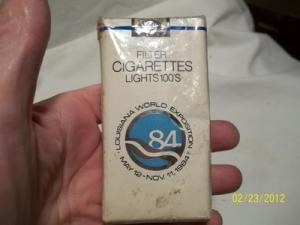 FILTER
CIGARETTES
LIGHTS 100'S
LOUISIANA WORLD EXPOSITION
84
MAY 12-NOV. 11, 1984
02/23/2012